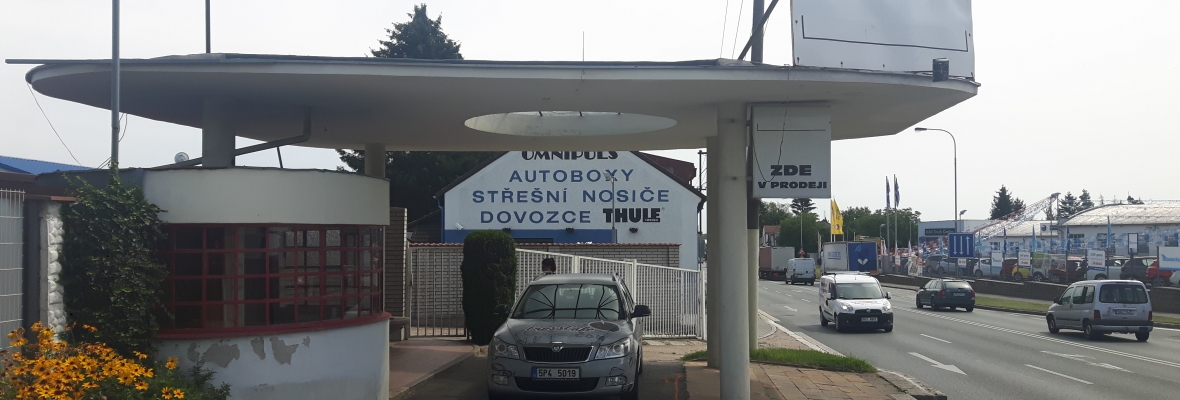 OMNIPULS
AUTOBOXY
STŘEŠNÍ NOSIČE
DOVOZCE THULE
ZDE
V PRODEJI
5P4 5019